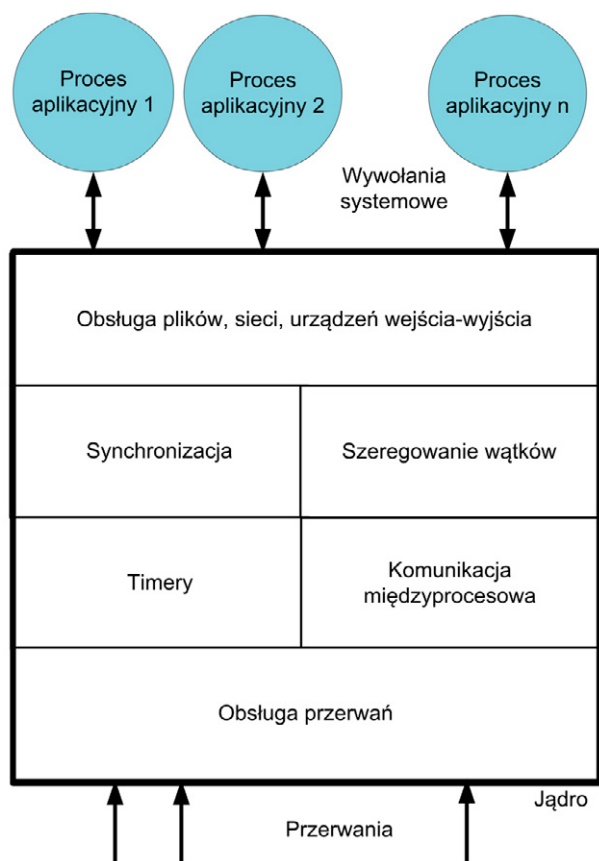 Proces
aplikacyjny 1
Proces
aplikacyjny 2
Proces
aplikacyjny n
Wywołania
systemowe
Obsługa plików, sieci, urządzeń wejścia-wyjścia
Synchronizacja
Szeregowanie wątków
Timery
Komunikacja
międzyprocesowa
Obsługa przerwań
Jądro
Przerwania